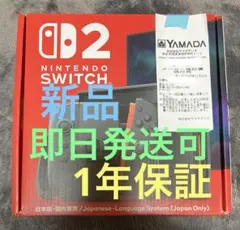 2
NINTENDO
SWITCH
YAMADA
新品
即日発送可
1年保証
日本語・国内専用/Japanese-Language System (Japan Only)